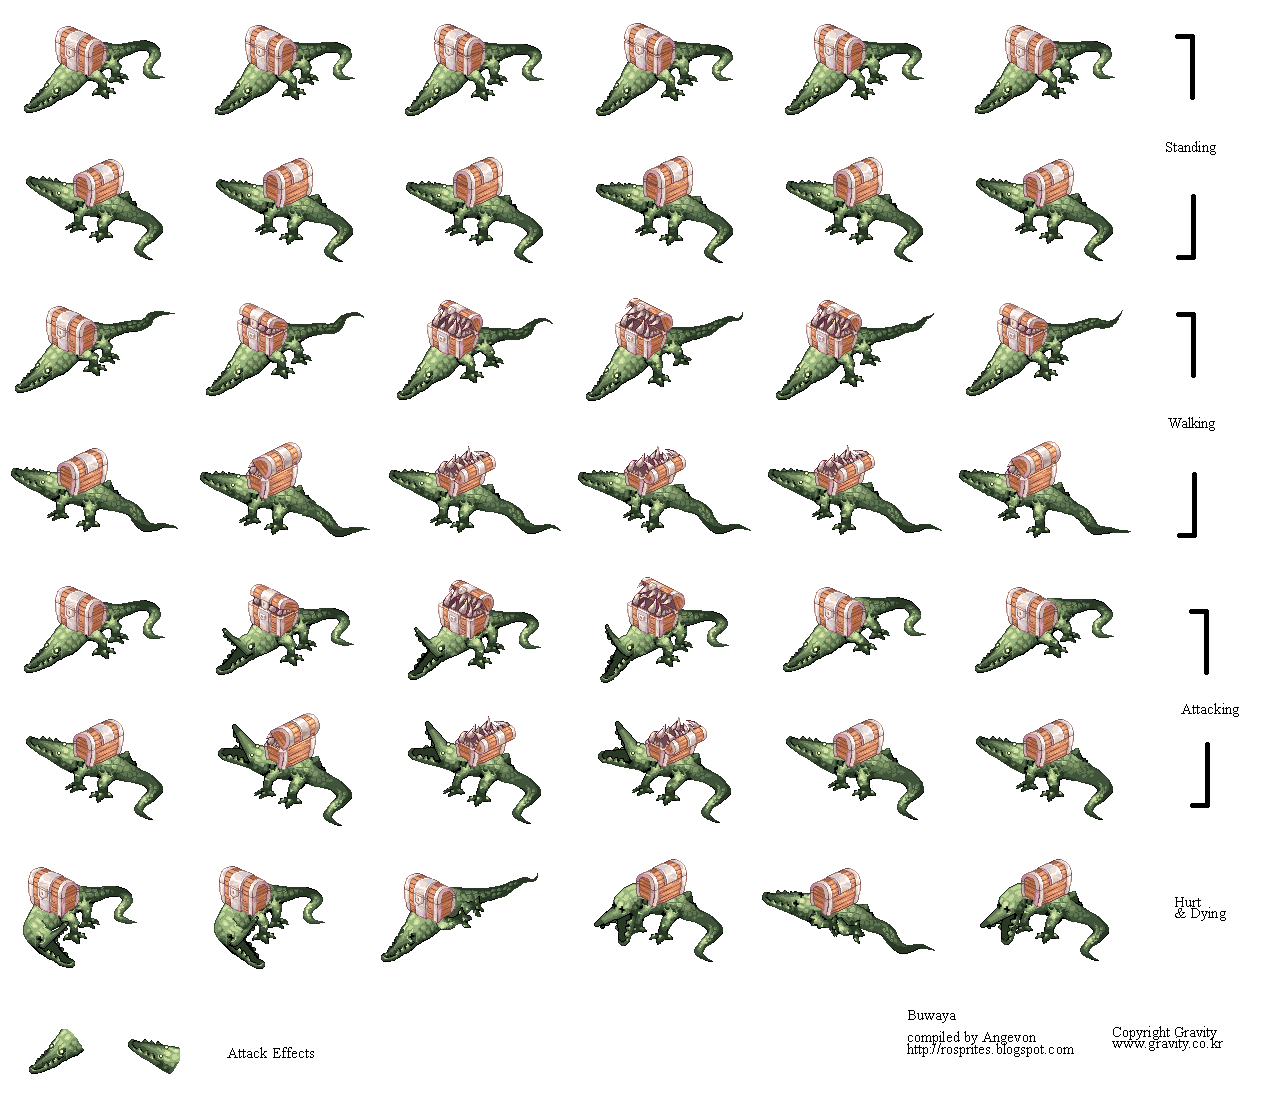 Standing
Walking
Attacking
Hurt
& Dying
Attack Effects
Buwaya
compiled by Angevon
http://rosprites.blogspot.com
Copyright Gravity
www.gravity.co.kr